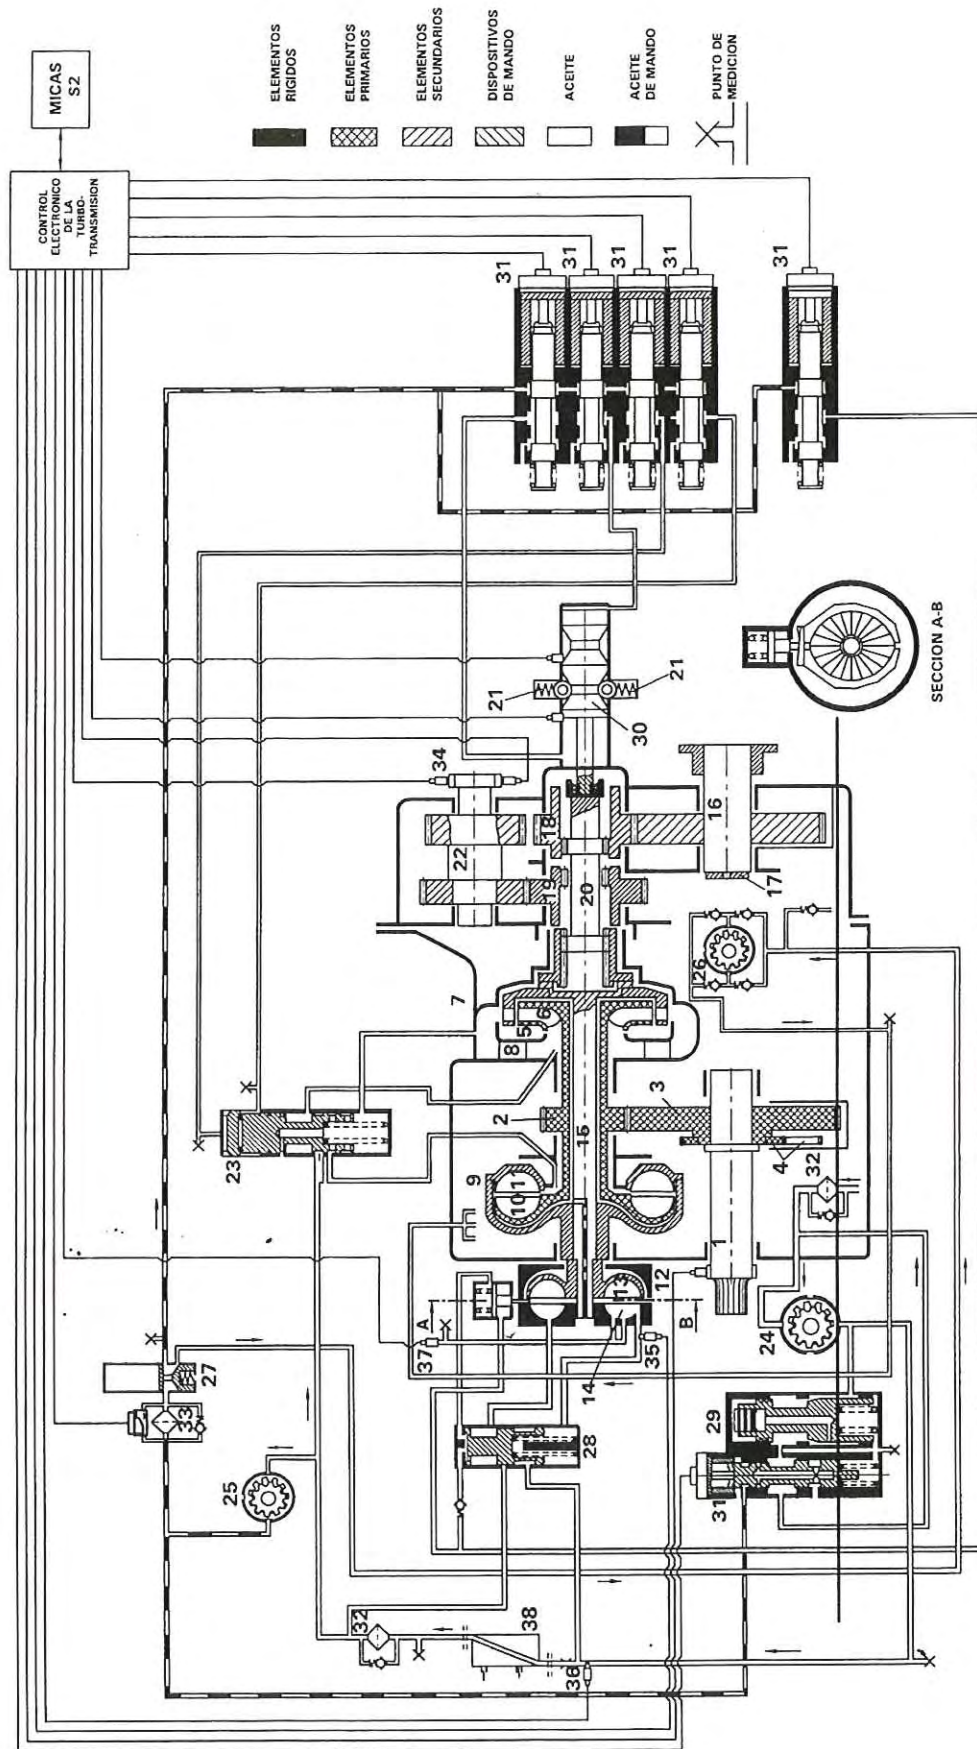 MICAS
S2
CONTROL
ELECTRONICO
DE LA
TURBO-
TRANSMISION
ELEMENTOS
RIGIDOS
ELEMENTOS
PRIMARIOS
ELEMENTOS
SECUNDARIOS
DISPOSITIVOS
DE MANDO
ACEITE
ACEITE
DE MANDO
PUNTO DE
MEDICION
31
31
31
31
31
21
21
30
34
22
18
19
20
16
17
26
7
6
5
8
23
2
3
15
4
9
10
11
32
1
12
13
A
B
37
35
14
24
27
33
28
29
31
25
32
38
36
SECCION A-B